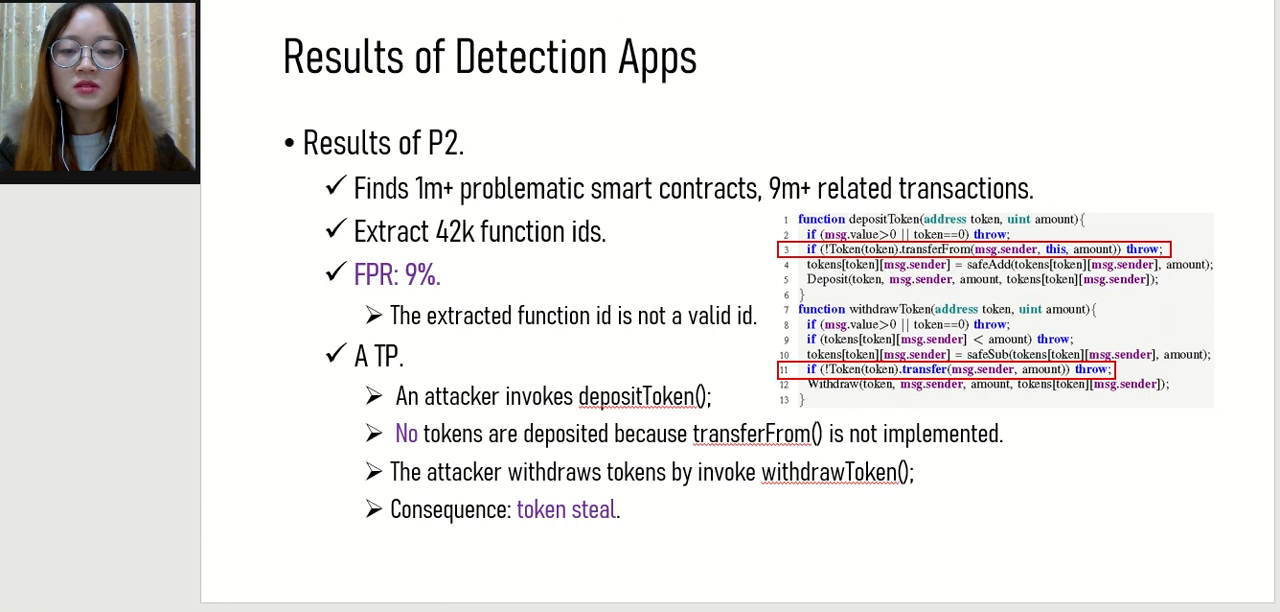 Results of Detection Apps
• Results of P2.
✓ Finds 1m+ problematic smart contracts, 9m+ related transactions.
✓ Extract 42k function ids.
✓ FPR: 9%.
➢ The extracted function id is not a valid id.
✓ A TP.
➢ An attacker invokes depositToken();
➢ No tokens are deposited because transferFrom() is not implemented.
➢ The attacker withdraws tokens by invoke withdrawToken();
➢ Consequence: token steal.
1 function depositToken(address token, uint amount){
2 if (msg.value>0 || token==0) throw;
3 if (!Token(token).transferFrom(msg.sender, this, amount)) throw;
4 tokens[token][msg.sender] = safeAdd(tokens[token][msg.sender], amount);
5 Deposit(token, msg.sender, amount, tokens[token][msg.sender]);
6 }
7 function withdrawToken(address token, uint amount){
8 if (msg.value>0 || token==0) throw;
9 if (tokens[token][msg.sender] < amount) throw;
10 tokens[token][msg.sender] = safeSub(tokens[token][msg.sender], amount);
11 if (!Token(token).transfer(msg.sender, amount)) throw;
12 Withdraw(token, msg.sender, amount, tokens[token][msg.sender]);
13 }